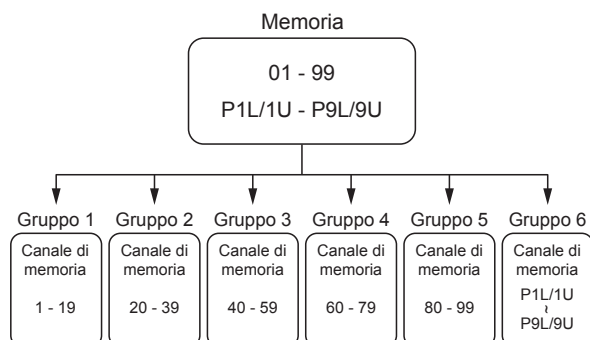 Memoria
01 - 99
P1L/1U - P9L/9U
Gruppo 1
Canale di
memoria
1 - 19
Gruppo 2
Canale di
memoria
20 - 39
Gruppo 3
Canale di
memoria
40 - 59
Gruppo 4
Canale di
memoria
60 - 79
Gruppo 5
Canale di
memoria
80 - 99
Gruppo 6
Canale di
memoria
P1L/1U
~
P9L/9U